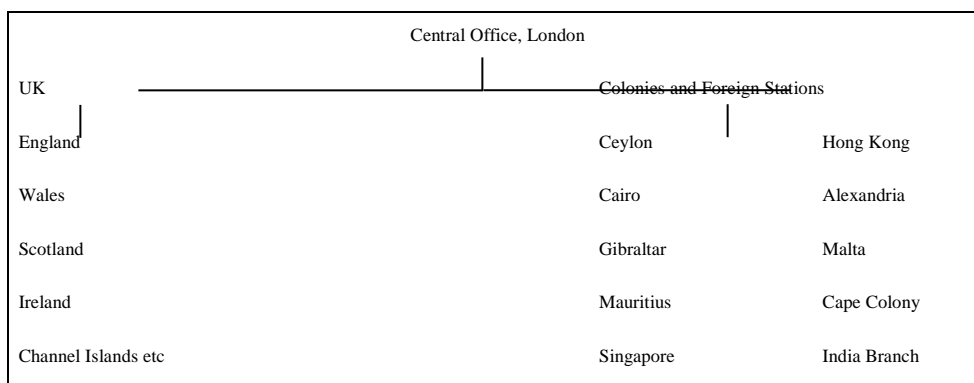 Central Office, London
UK Colonies and Foreign Stations
England Ceylon Hong Kong
Wales Cairo Alexandria
Scotland Gibraltar Malta
Ireland Mauritius Cape Colony
Channel Islands etc Singapore India Branch